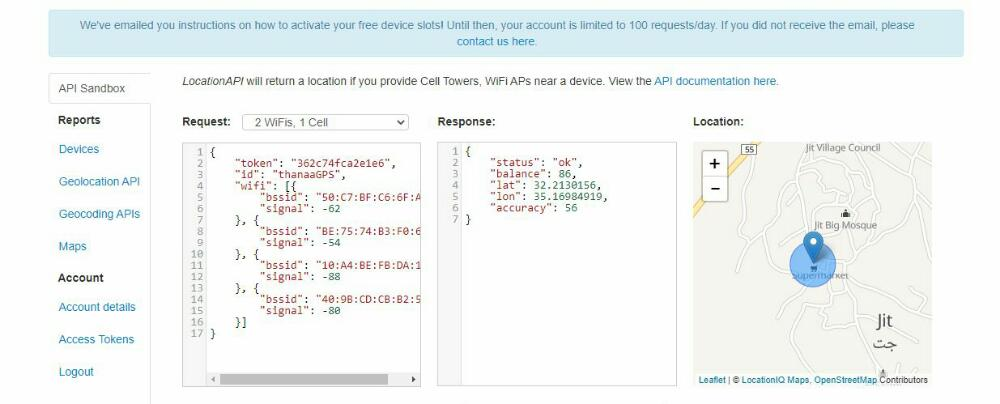 We've emailed you instructions on how to activate your free device slots! Until then, your account is limited to 100 requests/day. If you did not receive the email, please
contact us here.
API Sandbox
Reports
Devices
Geolocation API
Geocoding APIs
Maps
Account
Account details
Access Tokens
Logout
LocationAPI will return a location if you provide Cell Towers, WiFi APs near a device. View the API documentation here.
Request:
2 WiFis, 1 Cell
1 {
2 "token": "362c74fca2e1e6",
3 "id": "thanaaGPS",
4 "wifi": [{
5 "bssid": "50:C7:BF:C6:6F:A
6 "signal": -62
7 }, {
8 "bssid": "BE:75:74:B3:F0:6
9 "signal": -54
10 }, {
11 "bssid": "10:A4:BE:FB:DA:1
12 "signal": -88
13 }, {
14 "bssid": "40:9B:CD:CB:B2:5
15 "signal": -80
16 }]
17 }
Response:
1 {
2 "status": "ok",
3 "balance": 86,
4 "lat": 32.2130156,
5 "lon": 35.16984919,
6 "accuracy": 56
7 }
Location:
+
−
55
Jit Village Council
Jit Big Mosque
Supermarket
Jit
جت
Leaflet | © LocationIQ Maps, OpenStreetMap Contributors